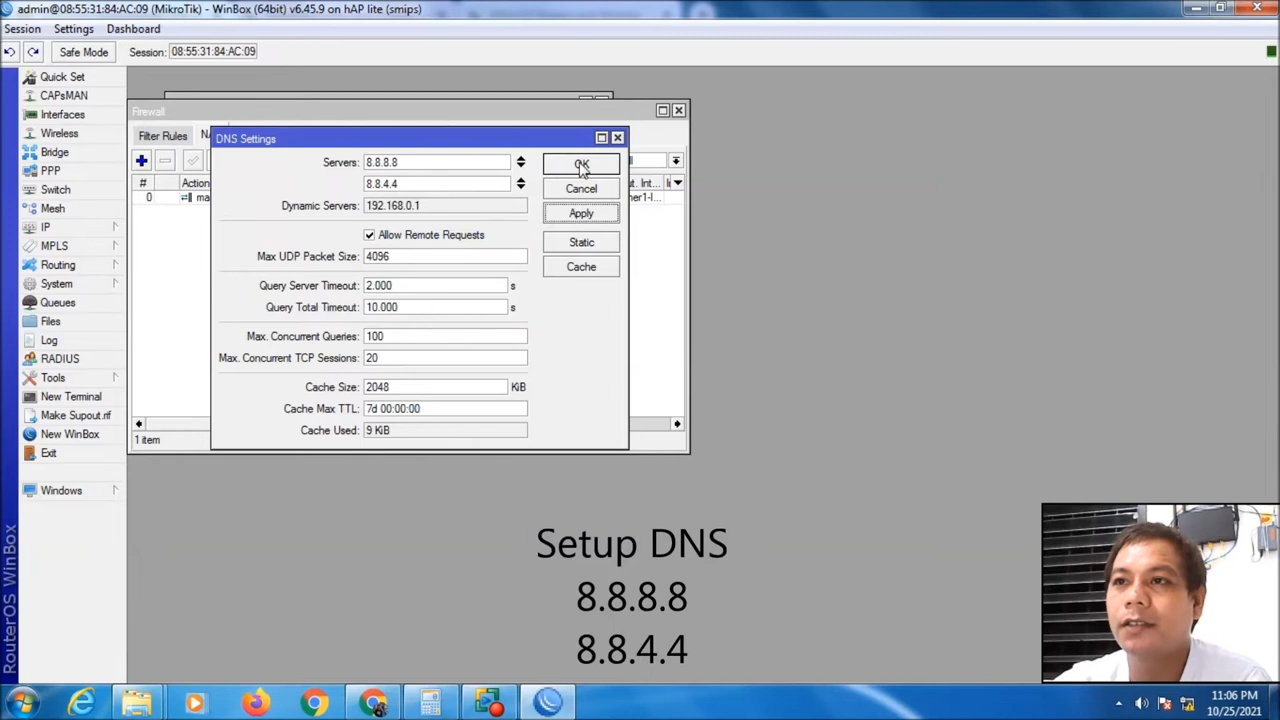 admin@08:55:31:84:AC:09 (MikroTik) - WinBox (64bit) v6.45.9 on hAP lite (smips)
Session Settings Dashboard
Safe Mode Session: 08:55:31:84:AC:09
Quick Set
CAPsMAN
Interfaces
Wireless
Bridge
PPP
Switch
Mesh
IP
MPLS
Routing
System
Queues
Files
Log
RADIUS
Tools
New Terminal
Make Supout.rif
New WinBox
Exit
Windows
RouterOS WinBox
Firewall
Filter Rules
# Action
0
1 item
DNS Settings
Servers: 8.8.8.8
8.8.4.4
Dynamic Servers: 192.168.0.1
Allow Remote Requests
Max UDP Packet Size: 4096
Query Server Timeout: 2.000 s
Query Total Timeout: 10.000 s
Max. Concurrent Queries: 100
Max. Concurrent TCP Sessions: 20
Cache Size: 2048 KiB
Cache Max TTL: 7d 00:00:00
Cache Used: 9 KiB
OK
Cancel
Apply
Static
Cache
Setup DNS
8.8.8.8
8.8.4.4
11:06 PM
10/25/2021